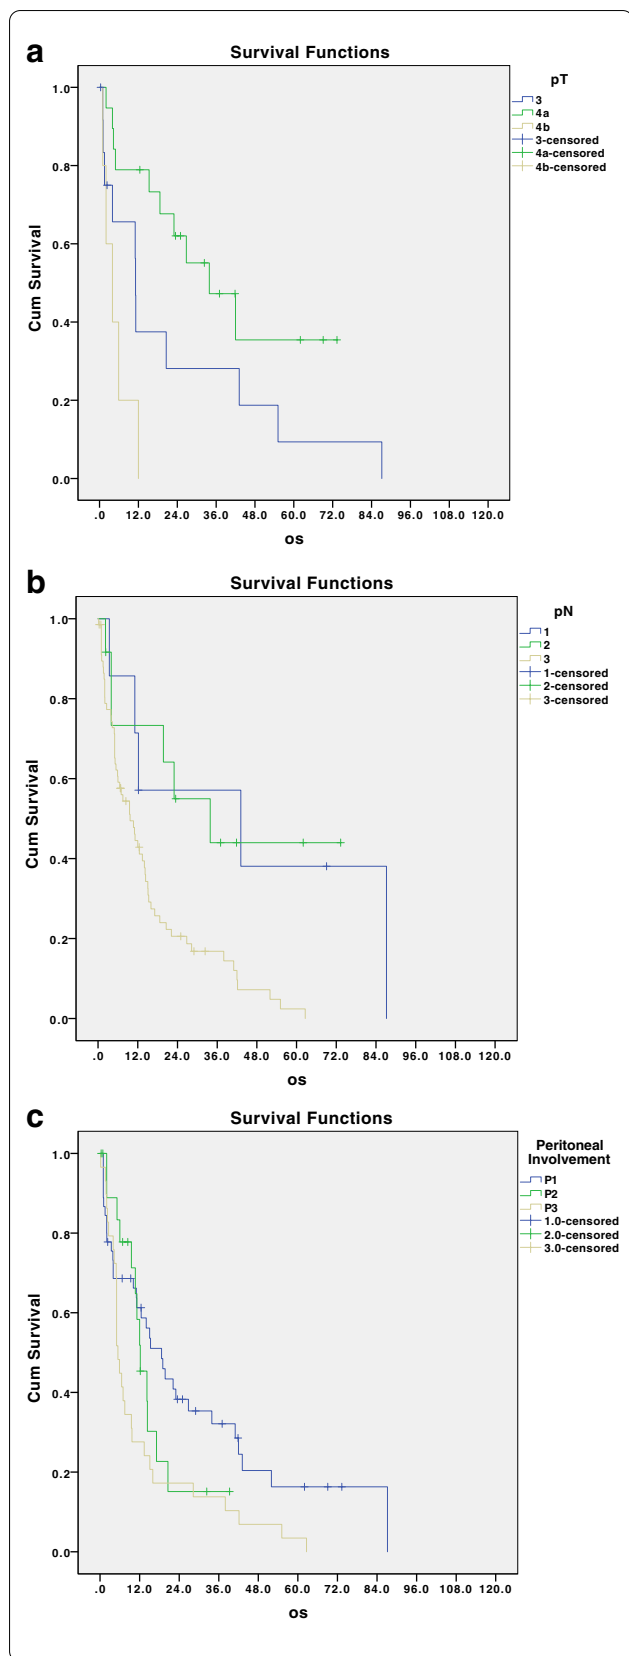 a
Survival Functions
pT
3
4a
4b
3-censored
4a-censored
4b-censored
Cum Survival
1.0
0.8
0.6
0.4
0.2
0.0
.0 12.0 24.0 36.0 48.0 60.0 72.0 84.0 96.0 108.0 120.0
os
b
Survival Functions
pN
1
2
3
1-censored
2-censored
3-censored
Cum Survival
1.0
0.8
0.6
0.4
0.2
0.0
.0 12.0 24.0 36.0 48.0 60.0 72.0 84.0 96.0 108.0 120.0
os
c
Survival Functions
Peritoneal
Involvement
P1
P2
P3
1.0-censored
2.0-censored
3.0-censored
Cum Survival
1.0
0.8
0.6
0.4
0.2
0.0
.0 12.0 24.0 36.0 48.0 60.0 72.0 84.0 96.0 108.0 120.0
os